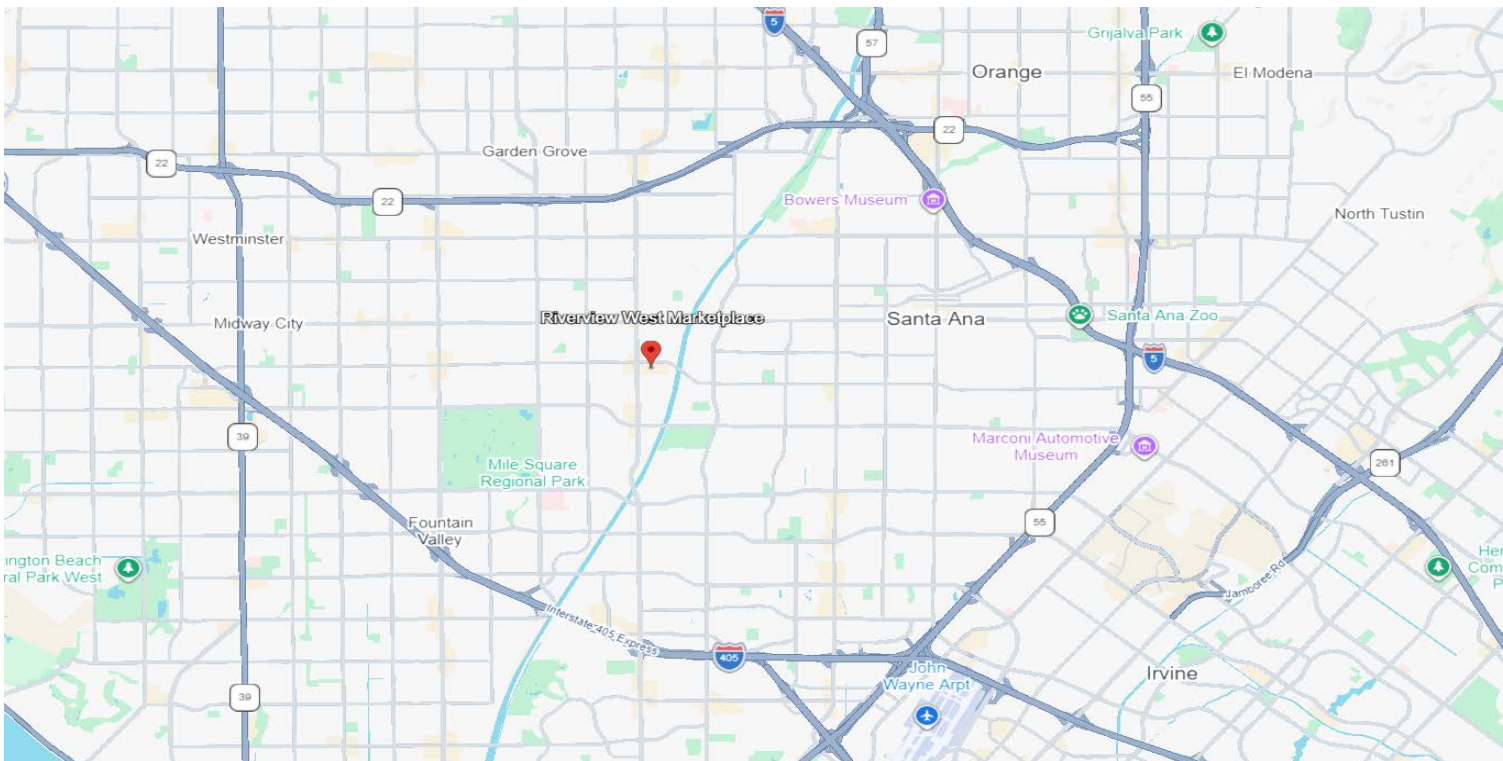 5
57
Grijalva Park
Orange
El Modena
55
22
22
Garden Grove
22
Bowers Museum
North Tustin
Westminster
Riverview West Marketplace
Midway City
Santa Ana
Santa Ana Zoo
5
39
Marconi Automotive
Museum
261
Mile Square
Regional Park
55
Fountain
Valley
ington Beach
ral Park West
Her
Com
P
Jamboree Rd
Interstate 405 Express
405
John
Wayne Arpt
Irvine
39